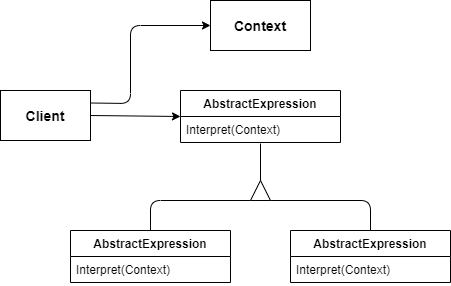 Context
Client
AbstractExpression
Interpret(Context)
AbstractExpression
Interpret(Context)
AbstractExpression
Interpret(Context)